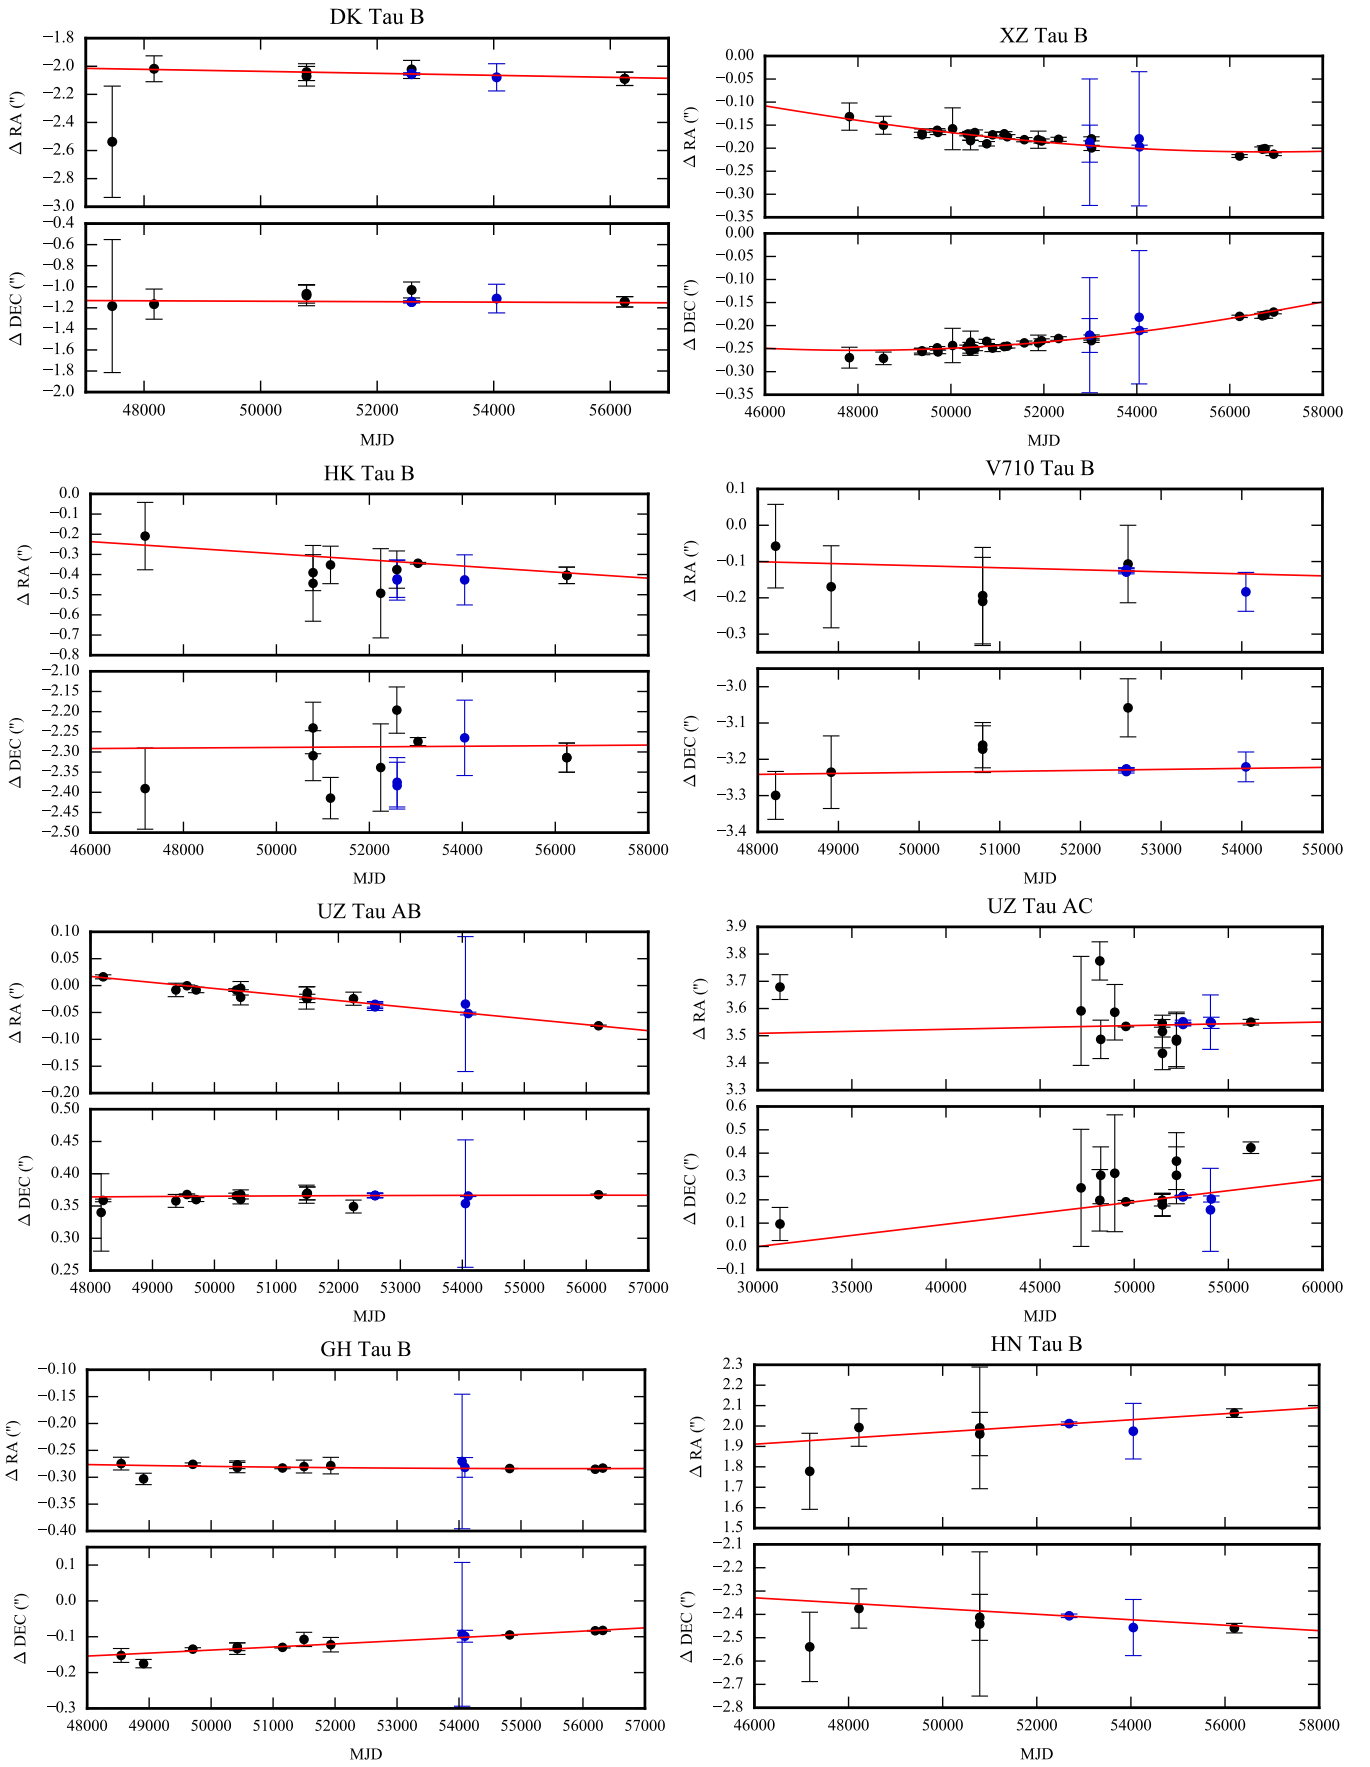 DK Tau B
−1.8
−2.0
−2.2
−2.4
−2.6
−2.8
−3.0
Δ RA (")
−0.4
−0.6
−0.8
−1.0
−1.2
−1.4
−1.6
−1.8
−2.0
Δ DEC (")
48000 50000 52000 54000 56000
MJD
XZ Tau B
0.00
−0.05
−0.10
−0.15
−0.20
−0.25
−0.30
−0.35
Δ RA (")
0.00
−0.05
−0.10
−0.15
−0.20
−0.25
−0.30
−0.35
Δ DEC (")
46000 48000 50000 52000 54000 56000 58000
MJD
HK Tau B
0.0
−0.1
−0.2
−0.3
−0.4
−0.5
−0.6
−0.7
−0.8
Δ RA (")
−2.10
−2.15
−2.20
−2.25
−2.30
−2.35
−2.40
−2.45
−2.50
Δ DEC (")
46000 48000 50000 52000 54000 56000 58000
MJD
V710 Tau B
0.1
0.0
−0.1
−0.2
−0.3
Δ RA (")
−3.0
−3.1
−3.2
−3.3
−3.4
Δ DEC (")
48000 49000 50000 51000 52000 53000 54000 55000
MJD
UZ Tau AB
0.10
0.05
0.00
−0.05
−0.10
−0.15
−0.20
Δ RA (")
0.50
0.45
0.40
0.35
0.30
0.25
Δ DEC (")
48000 49000 50000 51000 52000 53000 54000 55000 56000 57000
MJD
UZ Tau AC
3.9
3.8
3.7
3.6
3.5
3.4
3.3
Δ RA (")
0.6
0.5
0.4
0.3
0.2
0.1
0.0
−0.1
Δ DEC (")
30000 35000 40000 45000 50000 55000 60000
MJD
GH Tau B
−0.10
−0.15
−0.20
−0.25
−0.30
−0.35
−0.40
Δ RA (")
0.1
0.0
−0.1
−0.2
−0.3
Δ DEC (")
48000 49000 50000 51000 52000 53000 54000 55000 56000 57000
MJD
HN Tau B
2.3
2.2
2.1
2.0
1.9
1.8
1.7
1.6
1.5
Δ RA (")
−2.1
−2.2
−2.3
−2.4
−2.5
−2.6
−2.7
−2.8
Δ DEC (")
46000 48000 50000 52000 54000 56000 58000
MJD